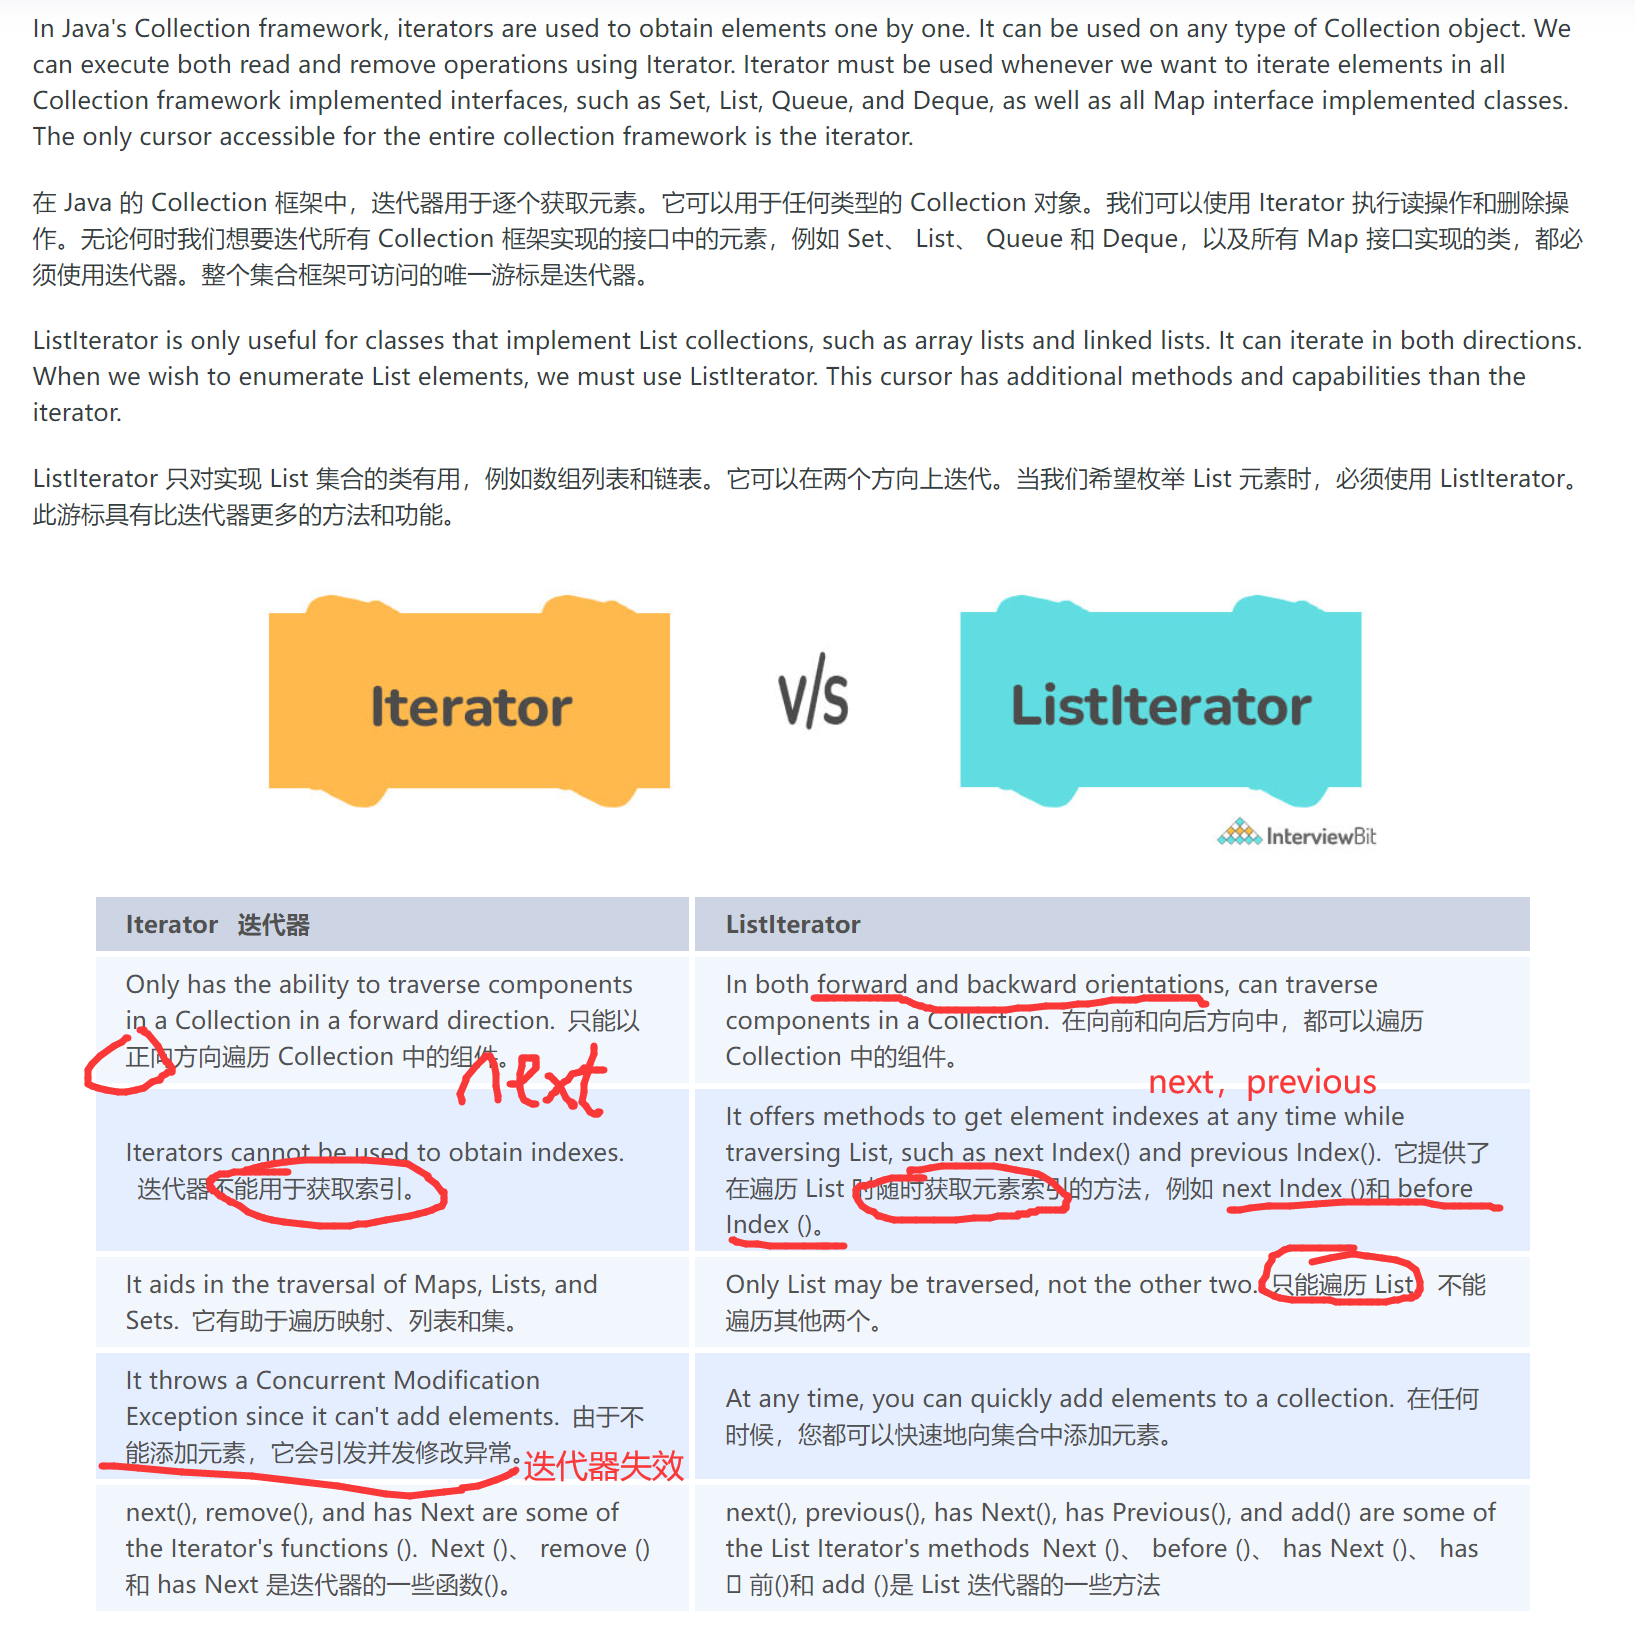 In Java's Collection framework, iterators are used to obtain elements one by one. It can be used on any type of Collection object. We
can execute both read and remove operations using Iterator. Iterator must be used whenever we want to iterate elements in all
Collection framework implemented interfaces, such as Set, List, Queue, and Deque, as well as all Map interface implemented classes.
The only cursor accessible for the entire collection framework is the iterator.
在 Java 的 Collection 框架中，迭代器用于逐个获取元素。它可以用于任何类型的 Collection 对象。我们可以使用 Iterator 执行读操作和删除操
作。无论何时我们想要迭代所有 Collection 框架实现的接口中的元素，例如 Set、 List、 Queue 和 Deque，以及所有 Map 接口实现的类，都必
须使用迭代器。整个集合框架可访问的唯一游标是迭代器。
ListIterator is only useful for classes that implement List collections, such as array lists and linked lists. It can iterate in both directions.
When we wish to enumerate List elements, we must use ListIterator. This cursor has additional methods and capabilities than the
iterator.
ListIterator 只对实现 List 集合的类有用，例如数组列表和链表。它可以在两个方向上迭代。当我们希望枚举 List 元素时，必须使用 ListIterator。
此游标具有比迭代器更多的方法和功能。
Iterator
v/s
ListIterator
InterviewBit
Iterator 迭代器
ListIterator
Only has the ability to traverse components
in a Collection in a forward direction. 只能以
正向方向遍历 Collection 中的组件。
next
In both forward and backward orientations, can traverse
components in a Collection. 在向前和向后方向中，都可以遍历
Collection 中的组件。
next，previous
Iterators cannot be used to obtain indexes.
迭代器不能用于获取索引。
It offers methods to get element indexes at any time while
traversing List, such as next Index() and previous Index(). 它提供了
在遍历 List 时随时获取元素索引的方法，例如 next Index ()和 before
Index ()。
It aids in the traversal of Maps, Lists, and
Sets. 它有助于遍历映射、列表和集。
Only List may be traversed, not the other two. 只能遍历 List，不能
遍历其他两个。
It throws a Concurrent Modification
Exception since it can't add elements. 由于不
能添加元素，它会引发并发修改异常。
迭代器失效
At any time, you can quickly add elements to a collection. 在任何
时候，您都可以快速地向集合中添加元素。
next(), remove(), and has Next are some of
the Iterator's functions (). Next ()、 remove ()
和 has Next 是迭代器的一些函数()。
next(), previous(), has Next(), has Previous(), and add() are some of
the List Iterator's methods Next ()、 before ()、 has Next ()、 has
前()和 add ()是 List 迭代器的一些方法